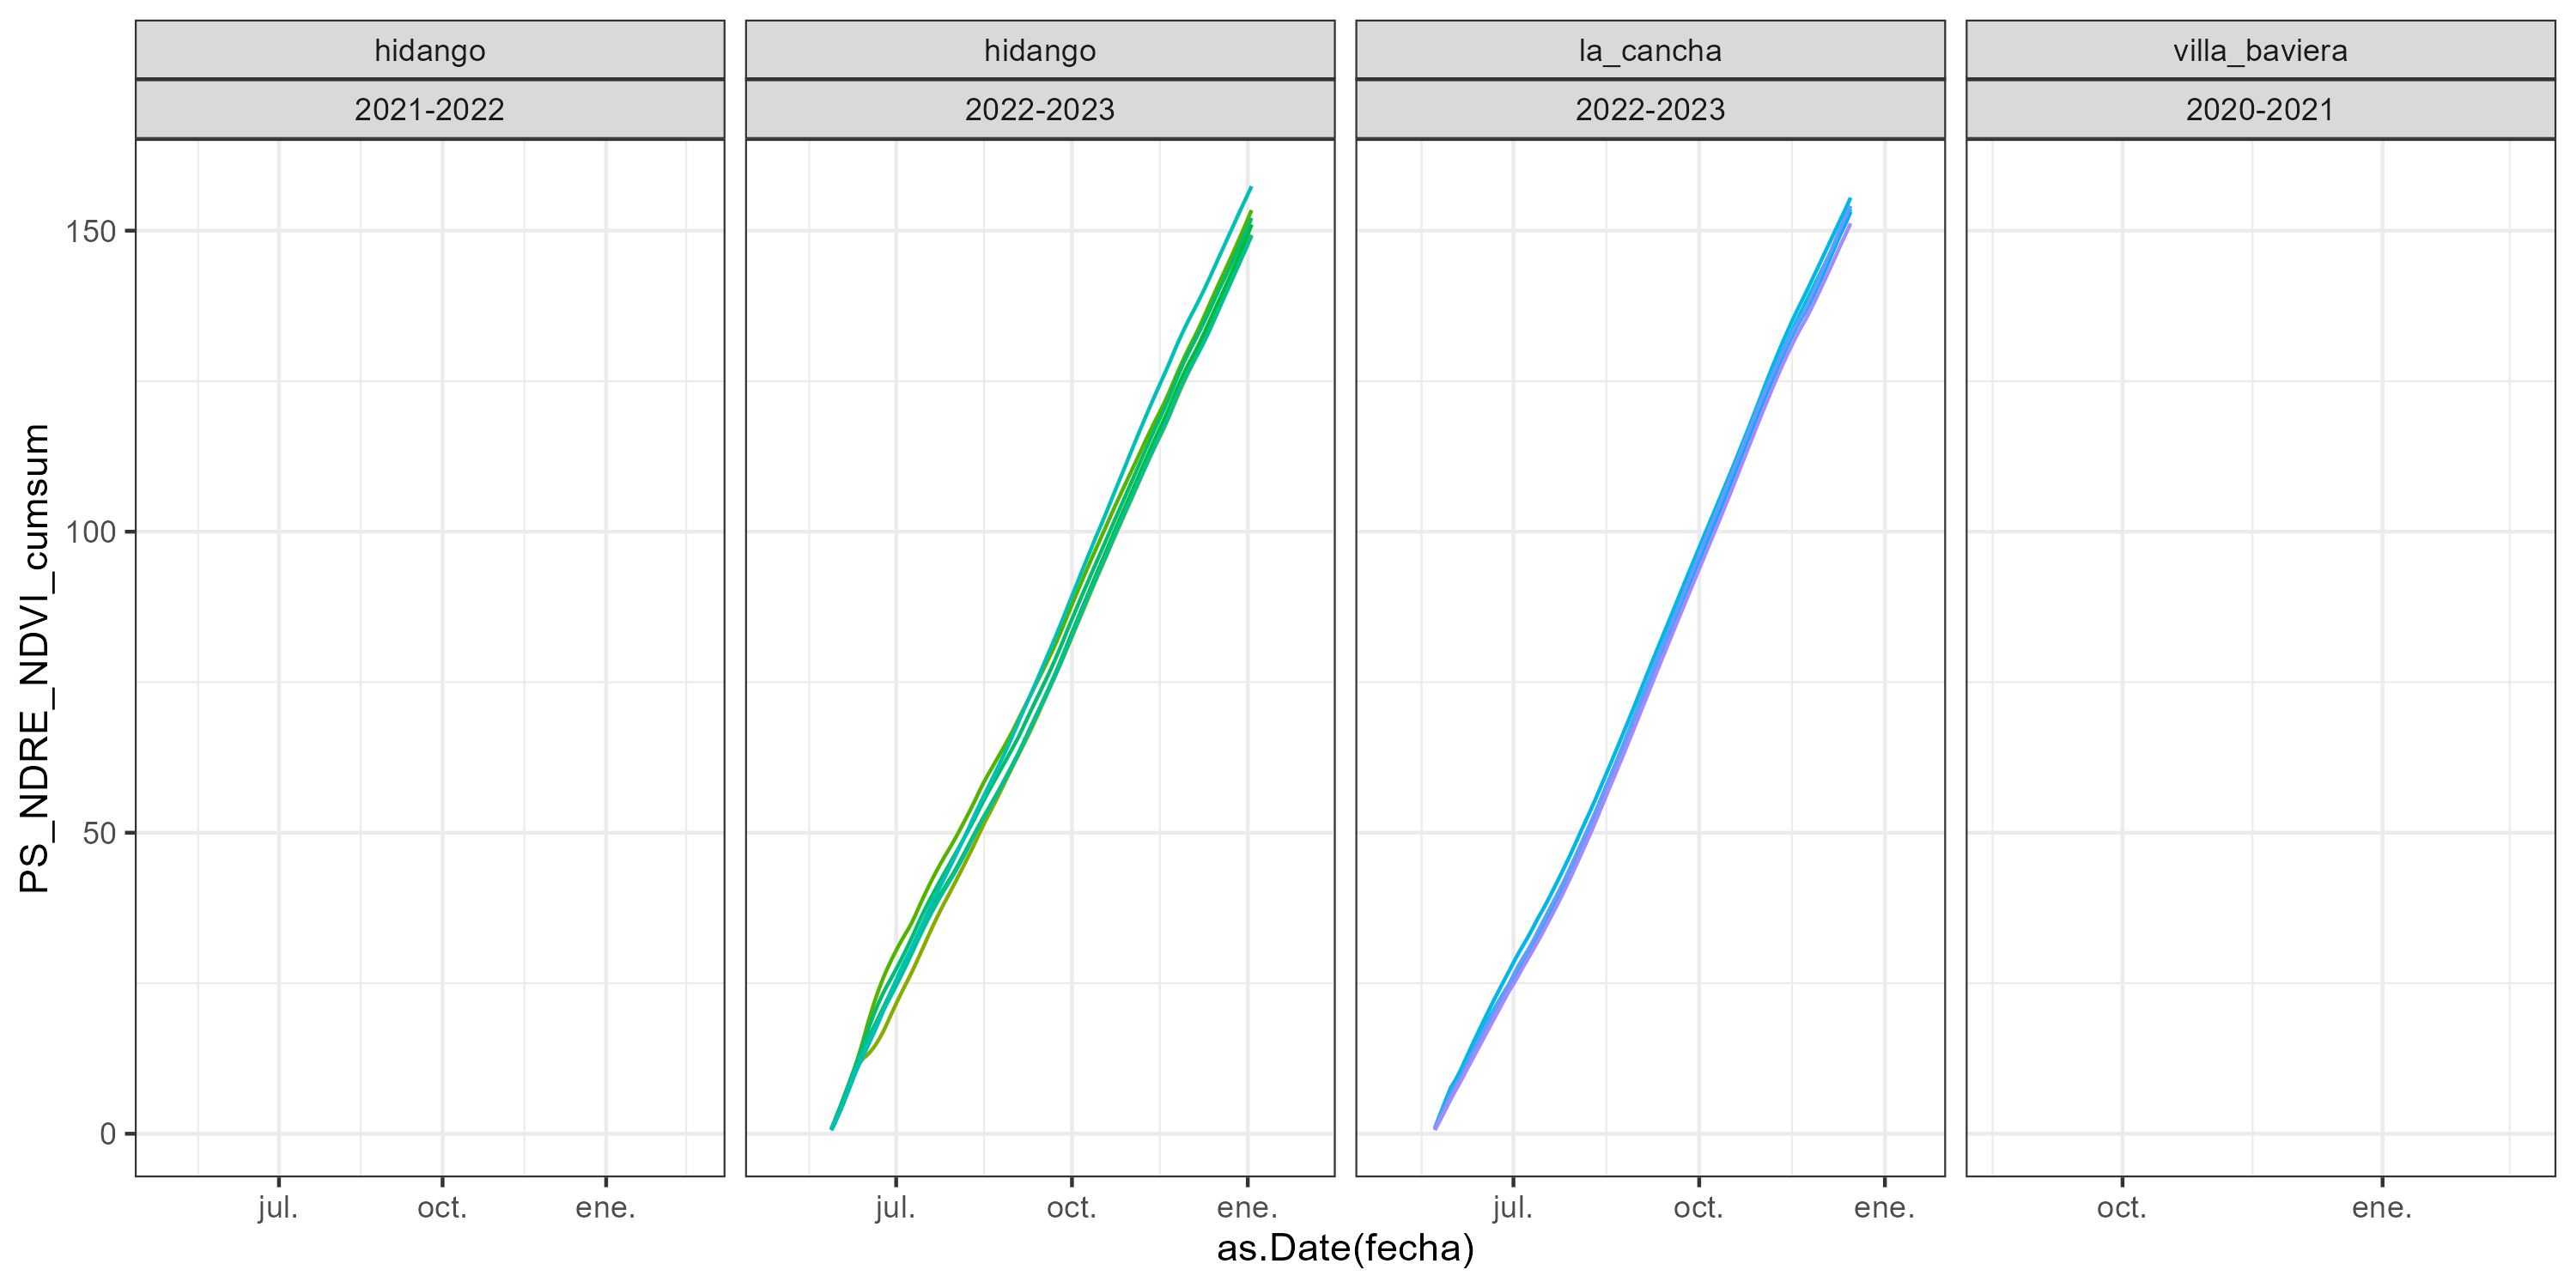 hidango
hidango
la_cancha
villa_baviera
2021-2022
2022-2023
2022-2023
2020-2021
PS_NDRE_NDVI_cumsum
150
100
50
0
jul.
oct.
ene.
jul.
oct.
ene.
jul.
oct.
ene.
oct.
ene.
as.Date(fecha)